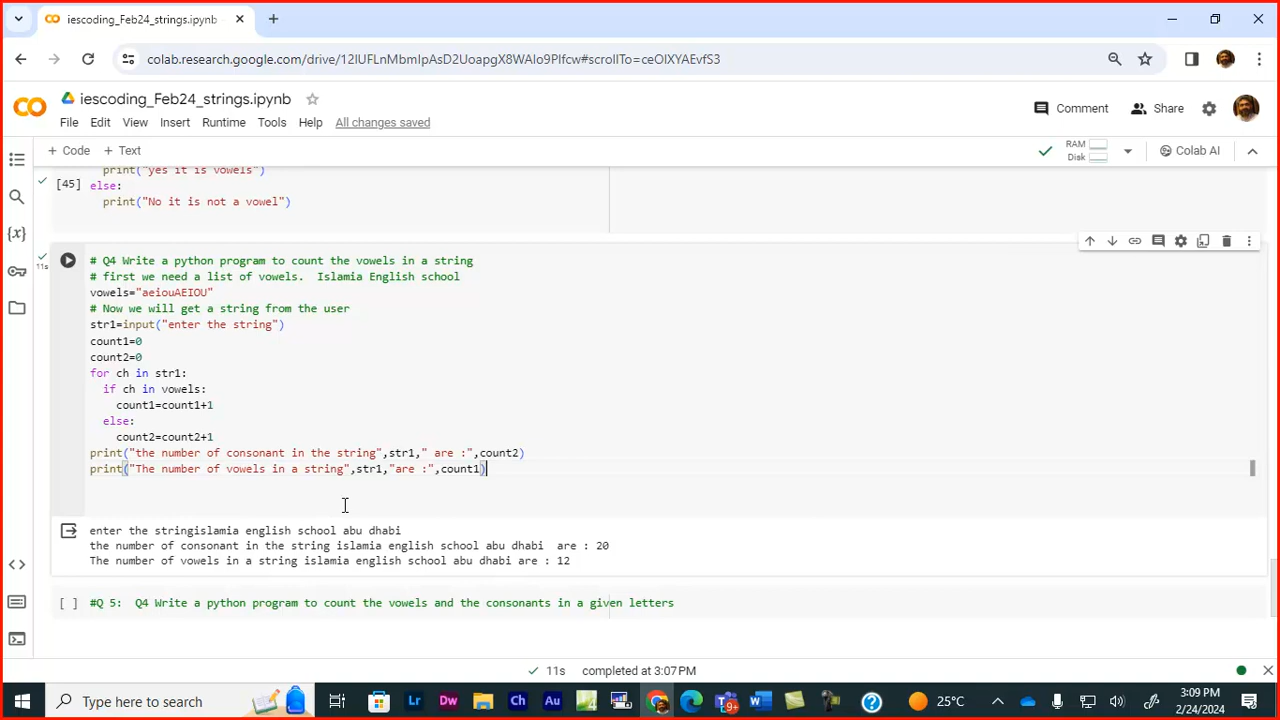 iescoding_Feb24_strings.ipynb
colab.research.google.com/drive/12lUFLnMbmIpAsD2UoapgX8WAlo9Plfcw#scrollTo=ceOlXYAEvfS3
iescoding_Feb24_strings.ipynb
Comment
Share
File Edit View Insert Runtime Tools Help All changes saved
+ Code + Text
RAM
Disk
Colab AI
print("yes it is vowels")
[45] else:
print("No it is not a vowel")
11s
# Q4 Write a python program to count the vowels in a string
# first we need a list of vowels.  Islamia English school
vowels="aeiouAEIOU"
# Now we will get a string from the user
str1=input("enter the string")
count1=0
count2=0
for ch in str1:
if ch in vowels:
count1=count1+1
else:
count2=count2+1
print("the number of consonant in the string",str1," are :",count2)
print("The number of vowels in a string",str1,"are :",count1)
enter the stringislamia english school abu dhabi
the number of consonant in the string islamia english school abu dhabi  are : 20
The number of vowels in a string islamia english school abu dhabi are : 12
[ ] #Q 5:  Q4 Write a python program to count the vowels and the consonants in a given letters
11s completed at 3:07 PM
Type here to search
Lr
Dw
Ch
Au
9+
25°C
3:09 PM
2/24/2024